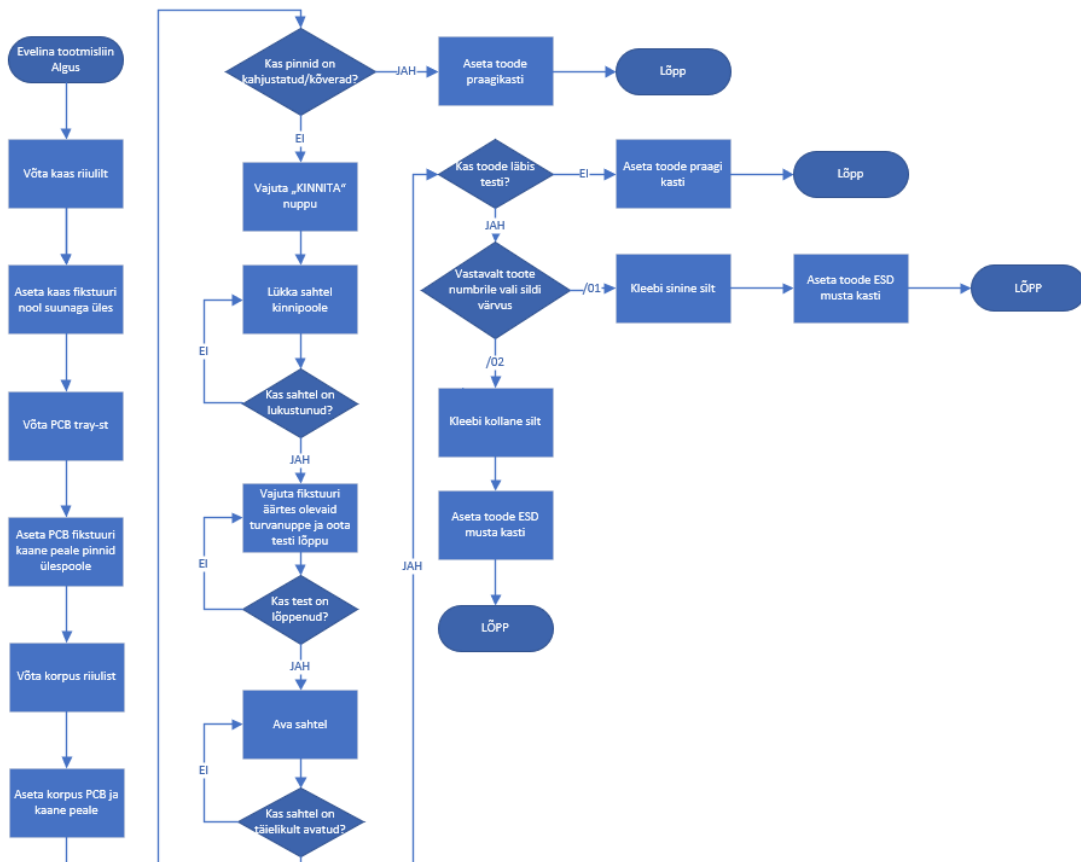 Evelina tootmisliin
Algus
Võta kaas riiulilt
Aseta kaas fikstuuri
nool suunaga üles
Võta PCB tray-st
Aseta PCB fikstuuri
kaane peale pinnid
ülespoole
Võta korpus riiulist
Aseta korpus PCB ja
kaane peale
Kas pinnid on
kahjustatud/kõverad?
JAH
Aseta toode
praagikasti
Lõpp
EI
Vajuta „KINNITA“
nuppu
Lükka sahtel
kinnipoole
EI
Kas sahtel on
lukustunud?
JAH
Vajuta fikstuuri
äärtes olevaid
turvanuppe ja oota
testi lõppu
EI
Kas test on
lõppenud?
JAH
Ava sahtel
EI
Kas sahtel on
täielikult avatud?
JAH
Kas toode läbis
testi?
EI
Aseta toode praagi
kasti
Lõpp
JAH
Vastavalt toote
numbrile vali sildi
värvus
/01
Kleebi sinine silt
Aseta toode ESD
musta kasti
LÕPP
/02
Kleebi kollane silt
Aseta toode ESD
musta kasti
LÕPP